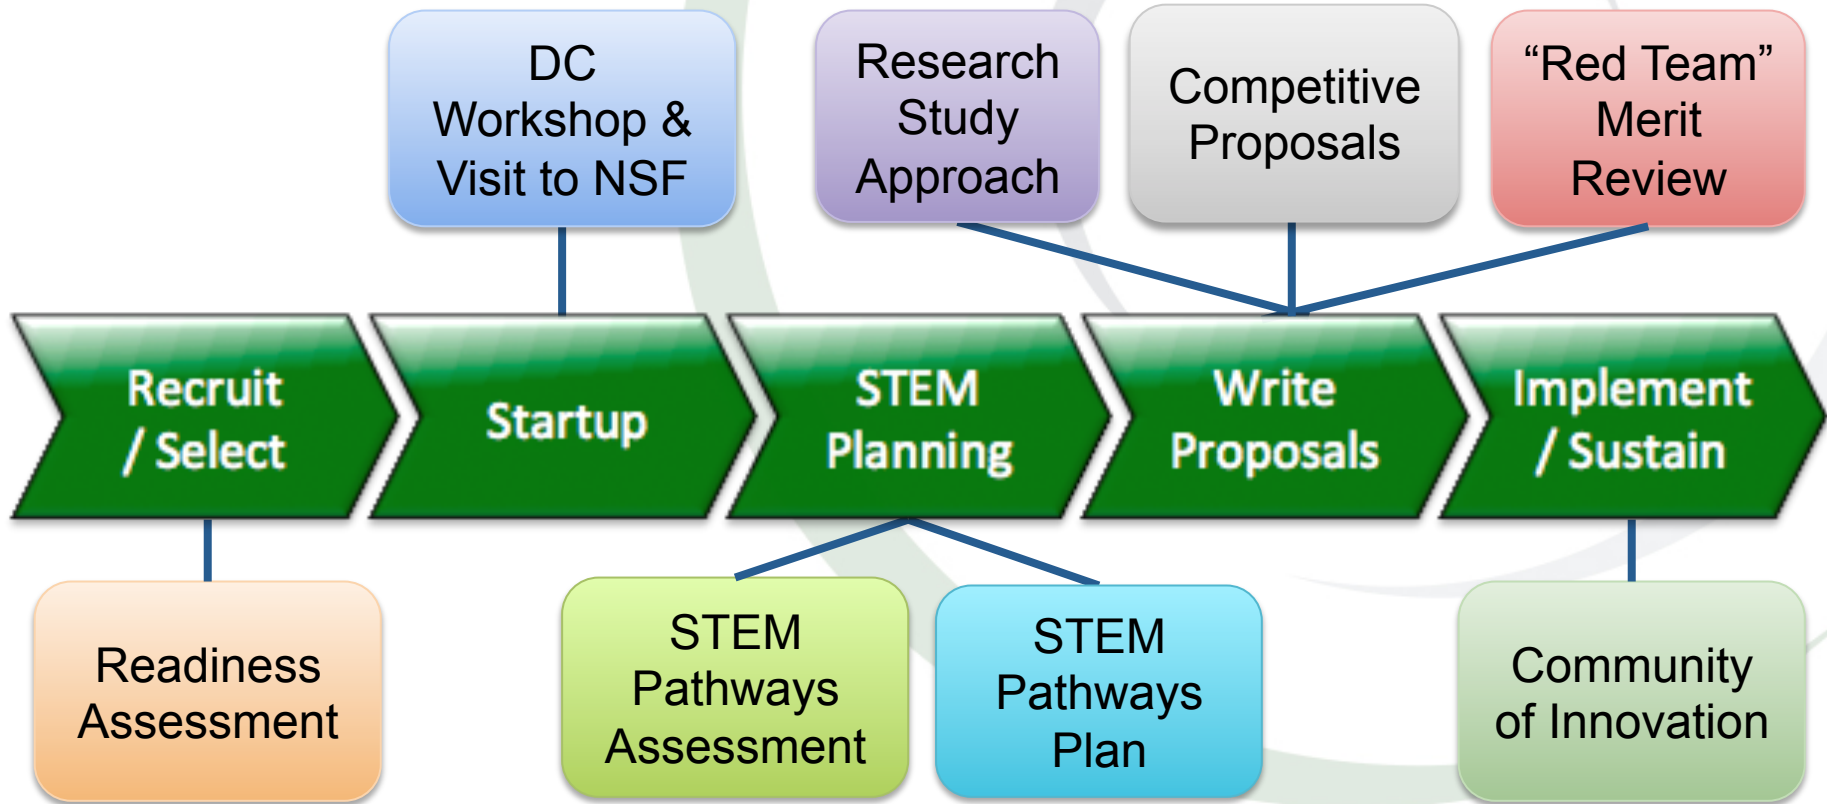 DC
Workshop &
Visit to NSF
Research
Study
Approach
Competitive
Proposals
“Red Team”
Merit
Review
Recruit
/ Select
Startup
STEM
Planning
Write
Proposals
Implement
/ Sustain
Readiness
Assessment
STEM
Pathways
Assessment
STEM
Pathways
Plan
Community
of Innovation